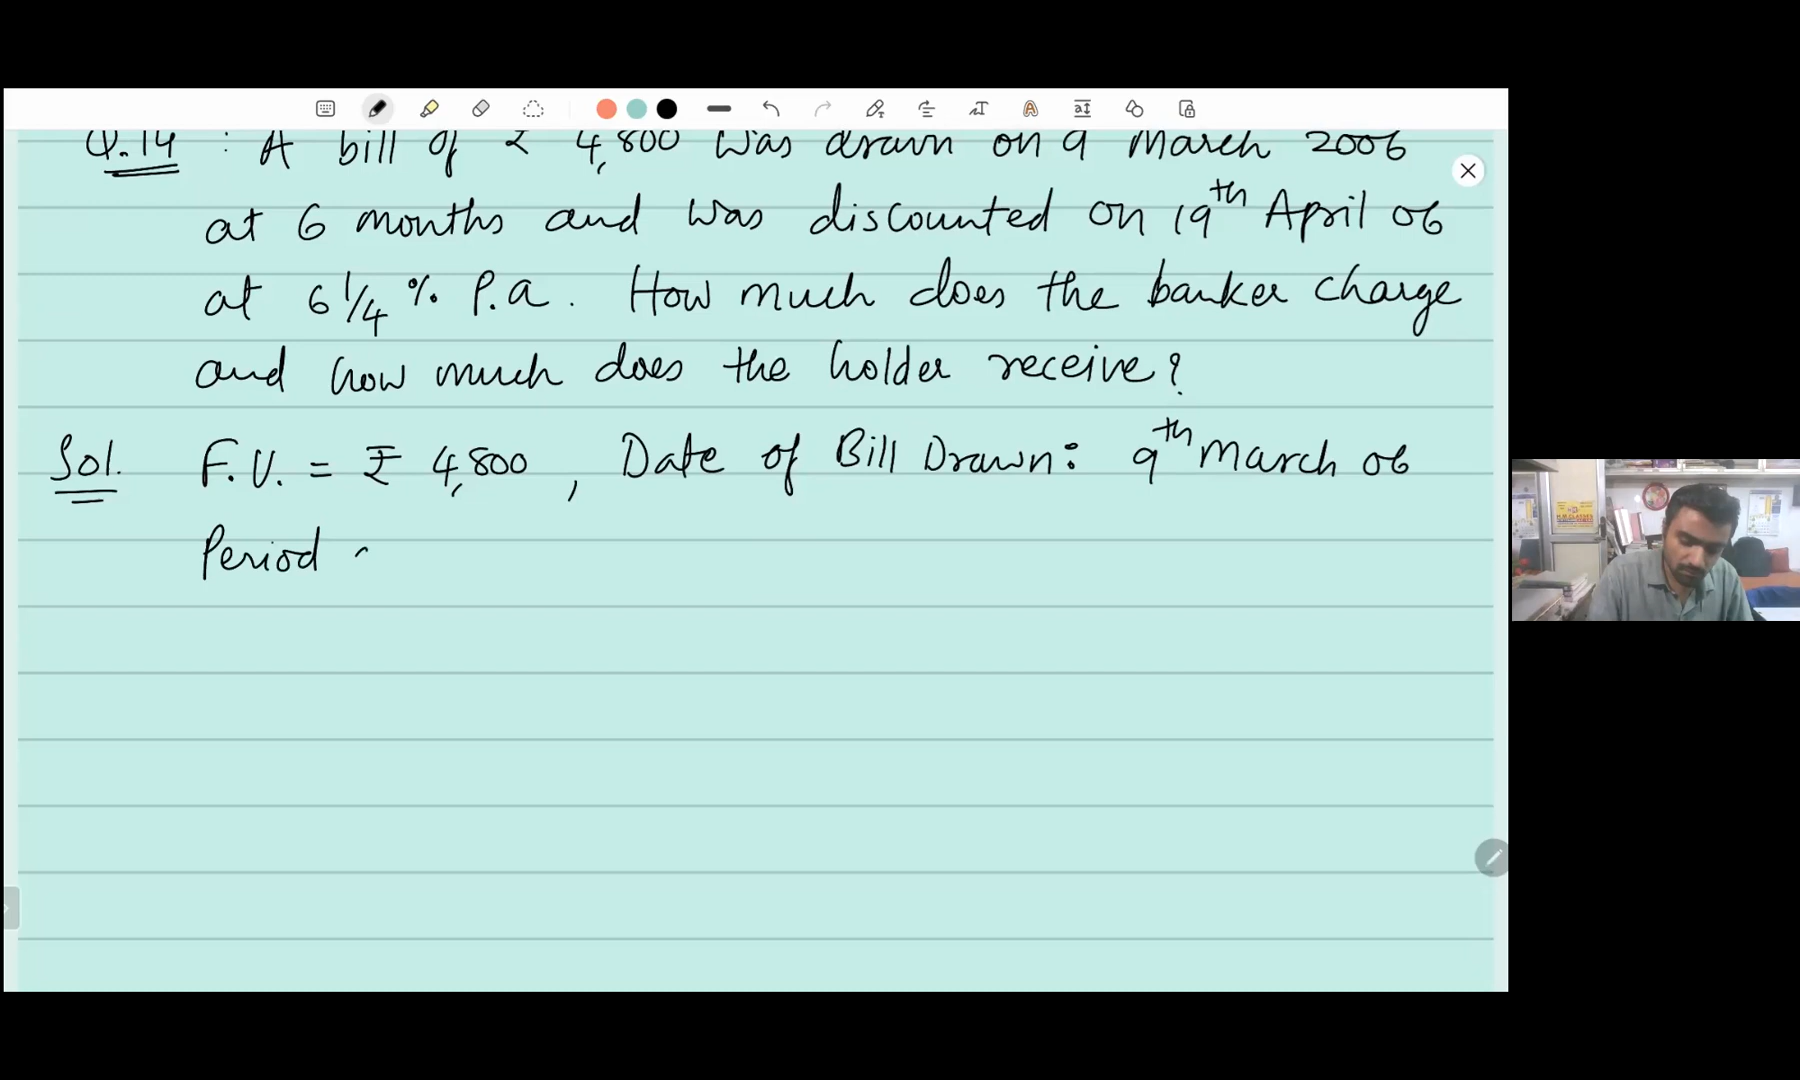 Q.14 : A bill of ₹ 4,800 was drawn on 9 March 2006
at 6 months and was discounted on 19th April 06
at 6 1/4 % P.a. How much does the banker charge
and how much does the holder receive?
Sol. F.V. = ₹ 4,800 , Date of Bill Drawn: 9th March 06
Period